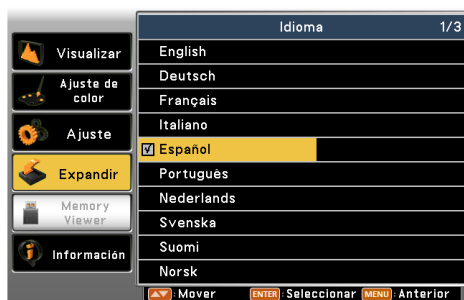 Idioma 1/3
Visualizar
Ajuste de
color
Ajuste
Expandir
Memory
Viewer
Información
English
Deutsch
Français
Italiano
Español
Português
Nederlands
Svenska
Suomi
Norsk
:Mover ENTER:Seleccionar MENU:Anterior